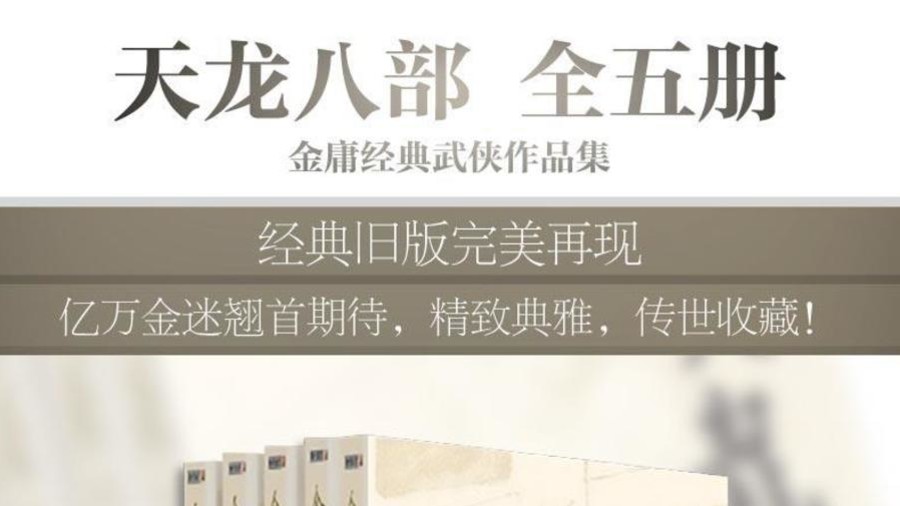 天龙八部 全五册
金庸经典武侠作品集
经典旧版完美再现
亿万金迷翘首期待，精致典雅，传世收藏！